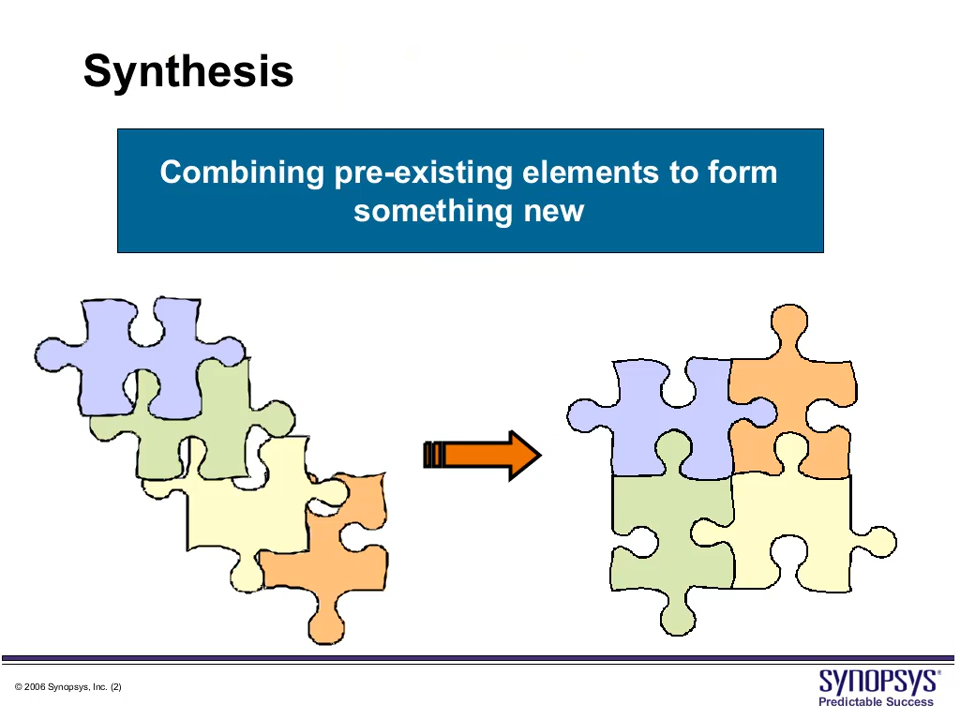 Synthesis
Combining pre-existing elements to form
something new
© 2006 Synopsys, Inc. (2)
SYNOPSYS®
Predictable Success